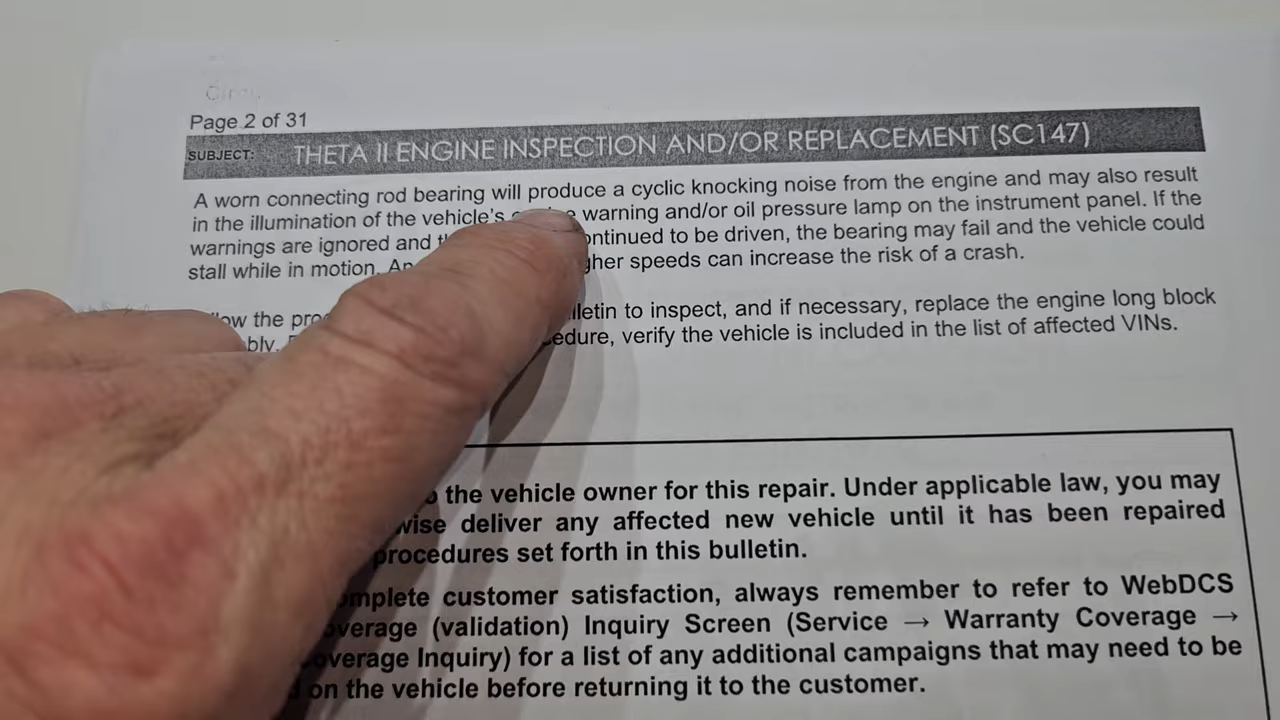 Page 2 of 31
SUBJECT: THETA II ENGINE INSPECTION AND/OR REPLACEMENT (SC147)
A worn connecting rod bearing will produce a cyclic knocking noise from the engine and may also result
in the illumination of the vehicle's warning and/or oil pressure lamp on the instrument panel. If the
warnings are ignored and continued to be driven, the bearing may fail and the vehicle could
stall while in motion. higher speeds can increase the risk of a crash.
the to inspect, and if necessary, replace the engine long block
verify the vehicle is included in the list of affected VINs.
the vehicle owner for this repair. Under applicable law, you may
deliver any affected new vehicle until it has been repaired
procedures set forth in this bulletin.
complete customer satisfaction, always remember to refer to WebDCS
(validation) Inquiry Screen (Service → Warranty Coverage →
Coverage Inquiry) for a list of any additional campaigns that may need to be
on the vehicle before returning it to the customer.